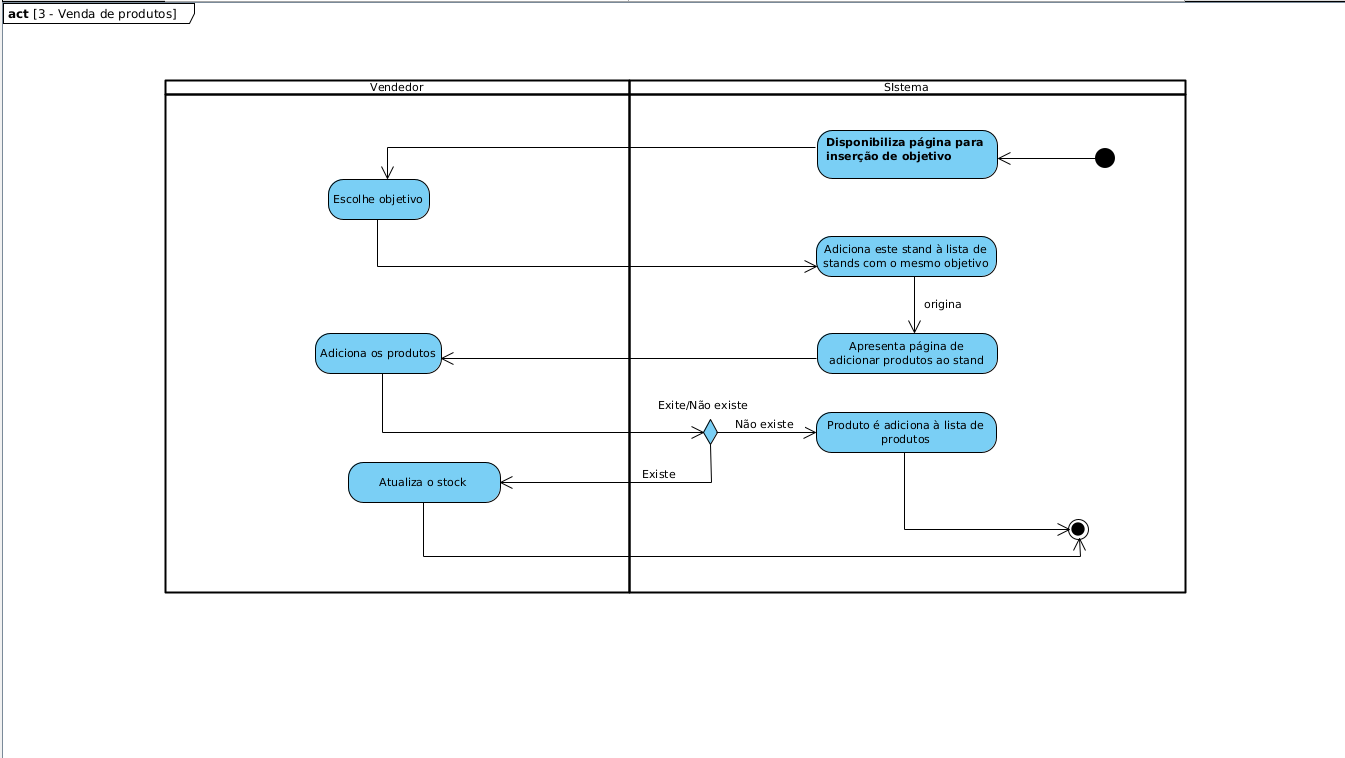 act [3 - Venda de produtos]
Vendedor
SIstema
Disponibiliza página para
inserção de objetivo
Escolhe objetivo
Adiciona este stand à lista de
stands com o mesmo objetivo
origina
Adiciona os produtos
Apresenta página de
adicionar produtos ao stand
Exite/Não existe
Não existe
Produto é adiciona à lista de
produtos
Existe
Atualiza o stock